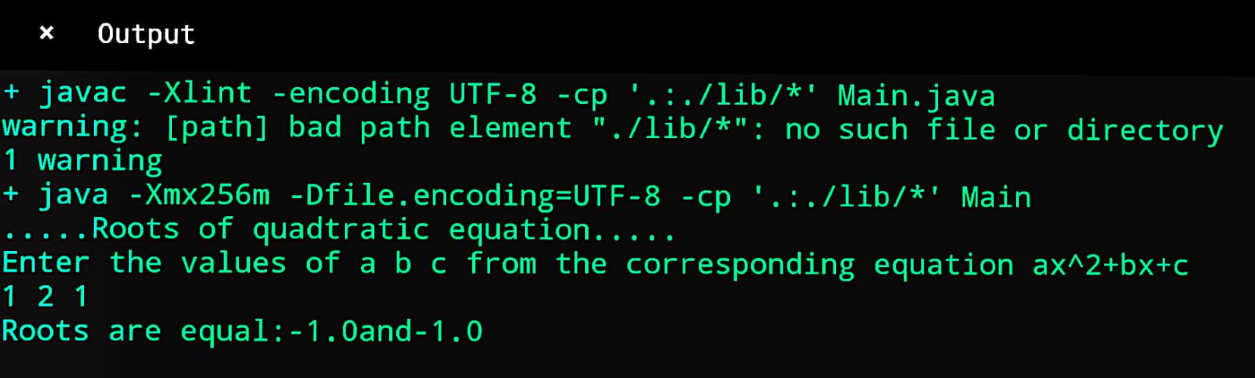 × Output
+ javac -Xlint -encoding UTF-8 -cp '.:./lib/*' Main.java
warning: [path] bad path element "./lib/*": no such file or directory
1 warning
+ java -Xmx256m -Dfile.encoding=UTF-8 -cp '.:./lib/*' Main
.....Roots of quadtratic equation.....
Enter the values of a b c from the corresponding equation ax^2+bx+c
1 2 1
Roots are equal:-1.0and-1.0